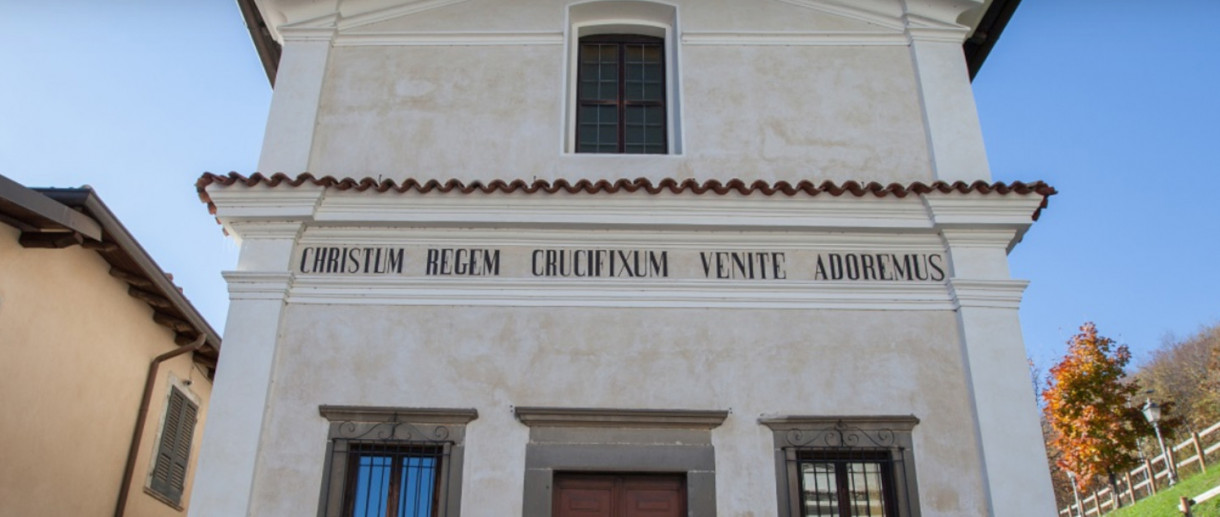 CHRISTUM REGEM CRUCIFIXUM VENITE ADOREMUS